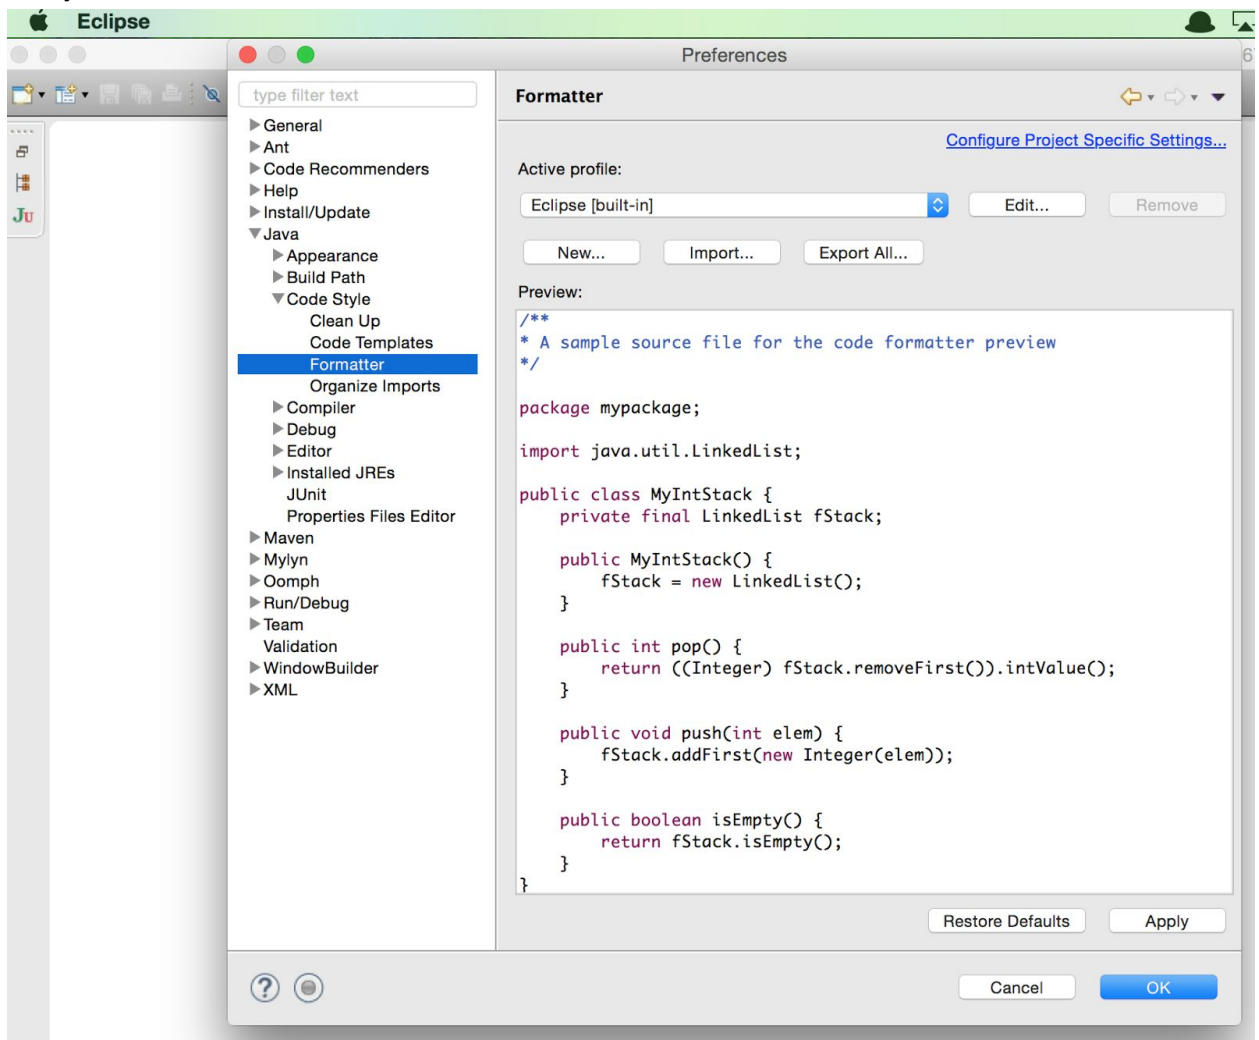 Eclipse
Preferences
type filter text
General
Ant
Code Recommenders
Help
Install/Update
Java
Appearance
Build Path
Code Style
Clean Up
Code Templates
Formatter
Organize Imports
Compiler
Debug
Editor
Installed JREs
JUnit
Properties Files Editor
Maven
Mylyn
Oomph
Run/Debug
Team
Validation
WindowBuilder
XML
Formatter
Configure Project Specific Settings...
Active profile:
Eclipse [built-in]
Edit...
Remove
New...
Import...
Export All...
Preview:
/**
* A sample source file for the code formatter preview
*/
package mypackage;
import java.util.LinkedList;
public class MyIntStack {
private final LinkedList fStack;
public MyIntStack() {
fStack = new LinkedList();
}
public int pop() {
return ((Integer) fStack.removeFirst()).intValue();
}
public void push(int elem) {
fStack.addFirst(new Integer(elem));
}
public boolean isEmpty() {
return fStack.isEmpty();
}
}
Restore Defaults
Apply
Cancel
OK
JU